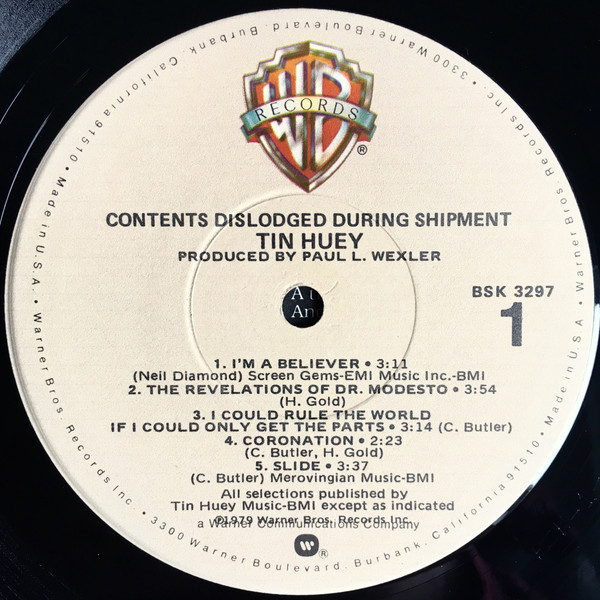 WB
RECORDS
®
CONTENTS DISLODGED DURING SHIPMENT
TIN HUEY
PRODUCED BY PAUL L. WEXLER
BSK 3297
1
A
An
1. I'M A BELIEVER • 3:11
(Neil Diamond) Screen Gems-EMI Music Inc.-BMI
2. THE REVELATIONS OF DR. MODESTO • 3:54
(H. Gold)
3. I COULD RULE THE WORLD
IF I COULD ONLY GET THE PARTS • 3:14 (C. Butler)
4. CORONATION • 2:23
(C. Butler, H. Gold)
5. SLIDE • 3:37
(C. Butler) Merovingian Music-BMI
All selections published by
Tin Huey Music-BMI except as indicated
℗1979 Warner Bros. Records Inc.
a Warner Communications Company
®
• Warner Bros. Records Inc. • 3300 Warner Boulevard, Burbank, California 91510 • Made in U.S.A. • Warner Bros. Records Inc. • 3300 Warner Boulevard, Burbank, California 91510 • Made in U.S.A.